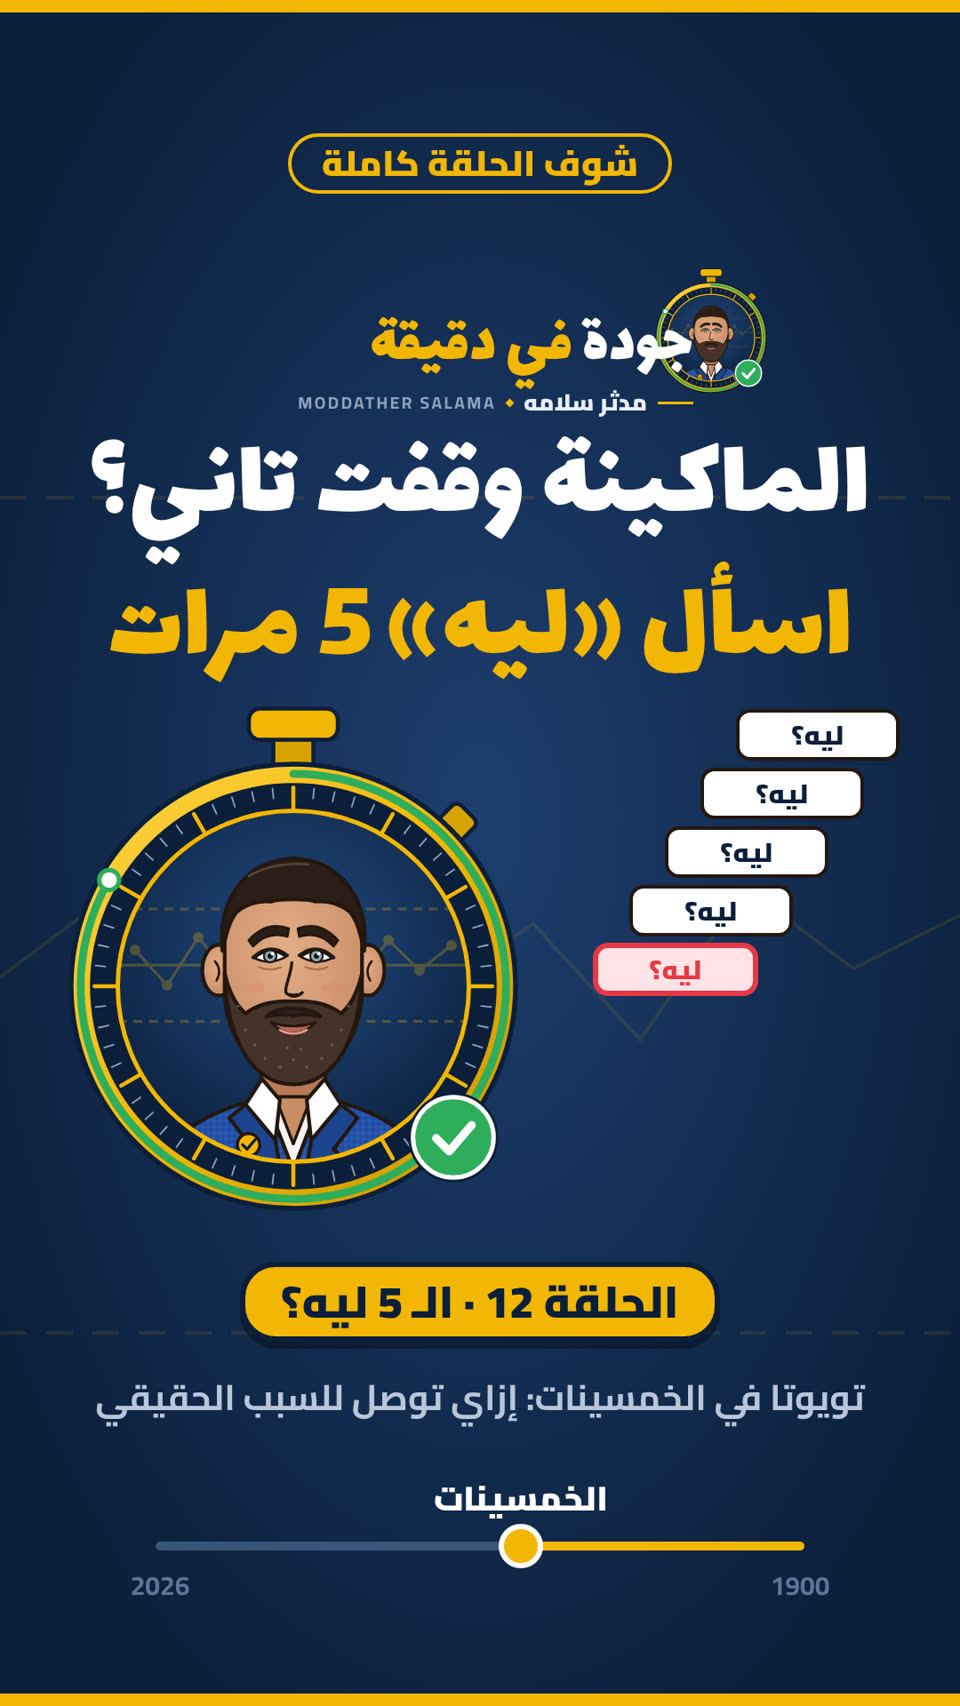 شوف الحلقة كاملة
جودة في دقيقة
مدثر سلامه ◆ MODDATHER SALAMA
الماكينة وقفت تاني؟
اسأل «ليه» 5 مرات
ليه؟
ليه؟
ليه؟
ليه؟
ليه؟
الحلقة 12 · الـ 5 ليه؟
تويوتا في الخمسينات: إزاي توصل للسبب الحقيقي
الخمسينات
1900
2026